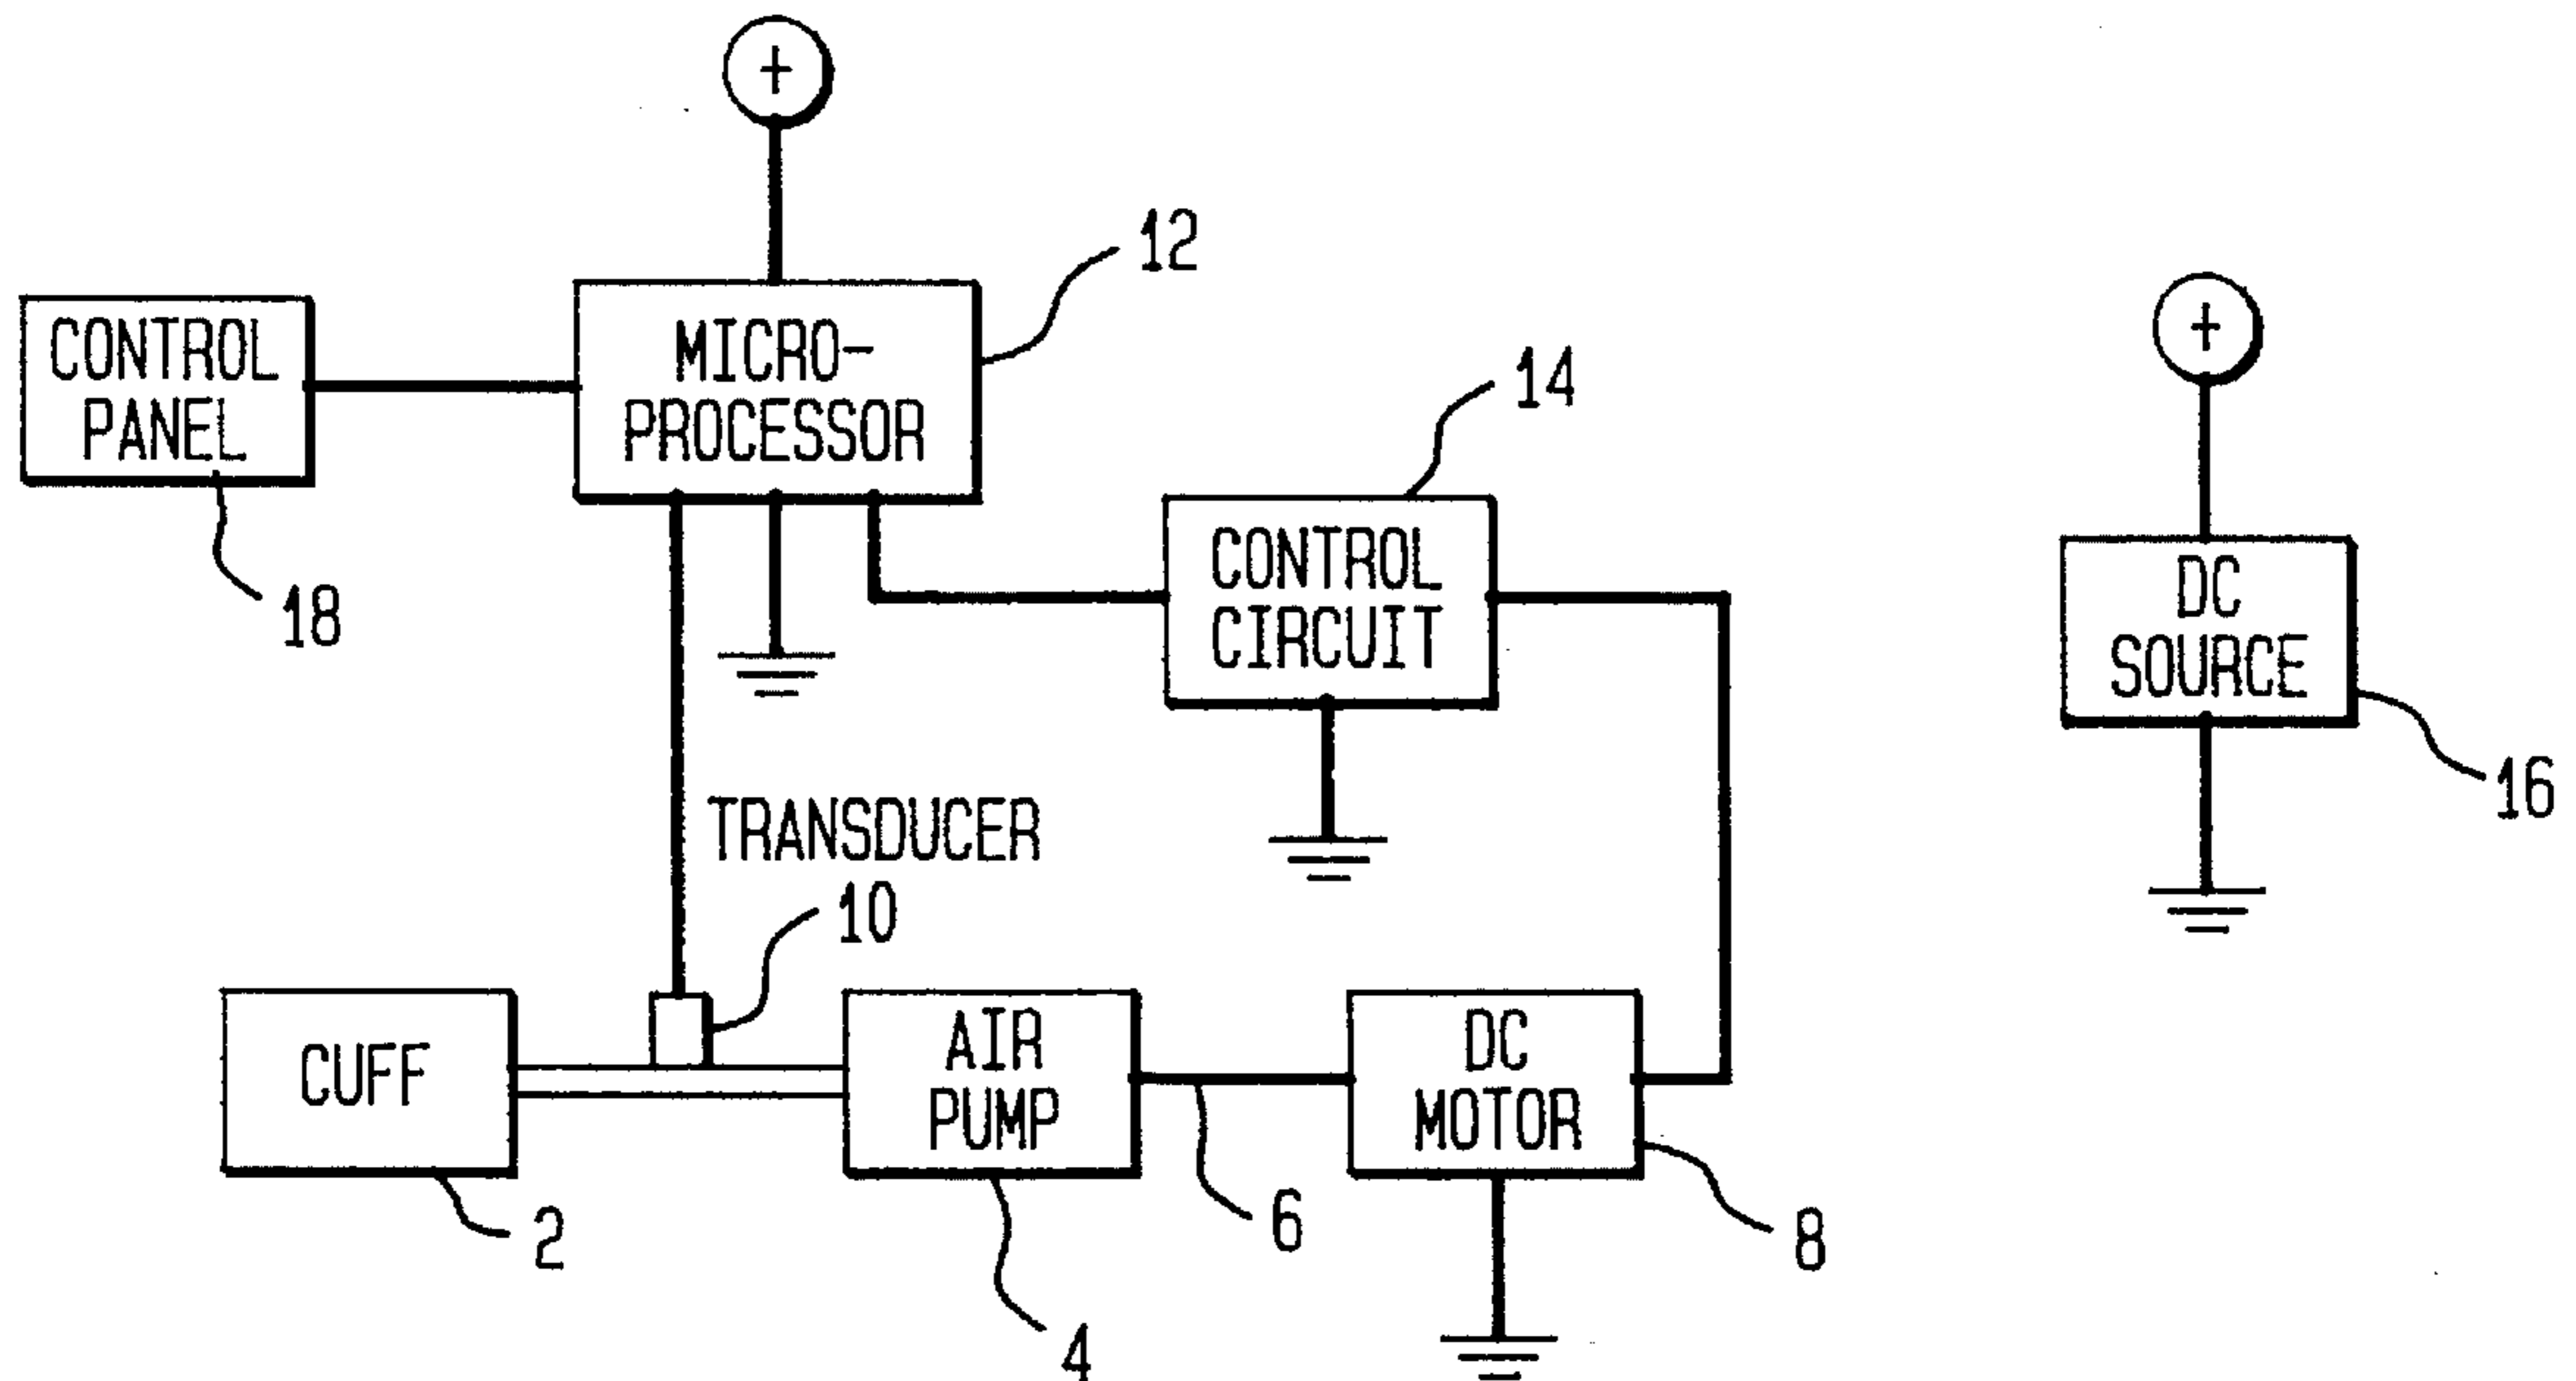 +
12
CONTROL
PANEL
18
MICRO-
PROCESSOR
14
CONTROL
CIRCUIT
+
DC
SOURCE
16
TRANSDUCER
10
CUFF
2
AIR
PUMP
4
6
DC
MOTOR
8